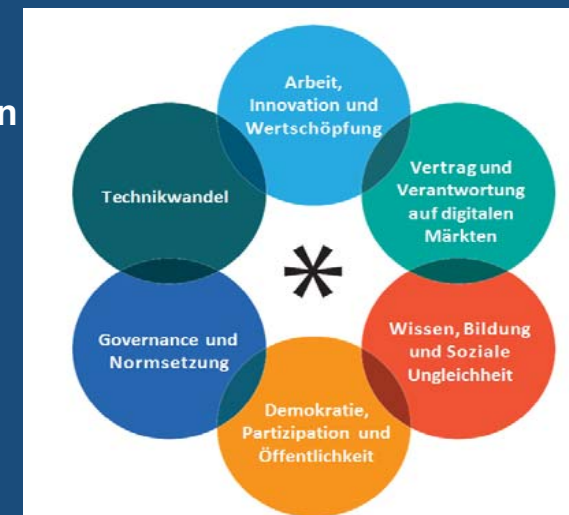 n
Arbeit,
Innovation und
Wertschöpfung
Vertrag und
Verantwortung
auf digitalen
Märkten
Wissen, Bildung
und Soziale
Ungleichheit
Demokratie,
Partizipation und
Öffentlichkeit
Governance und
Normsetzung
Technikwandel
*